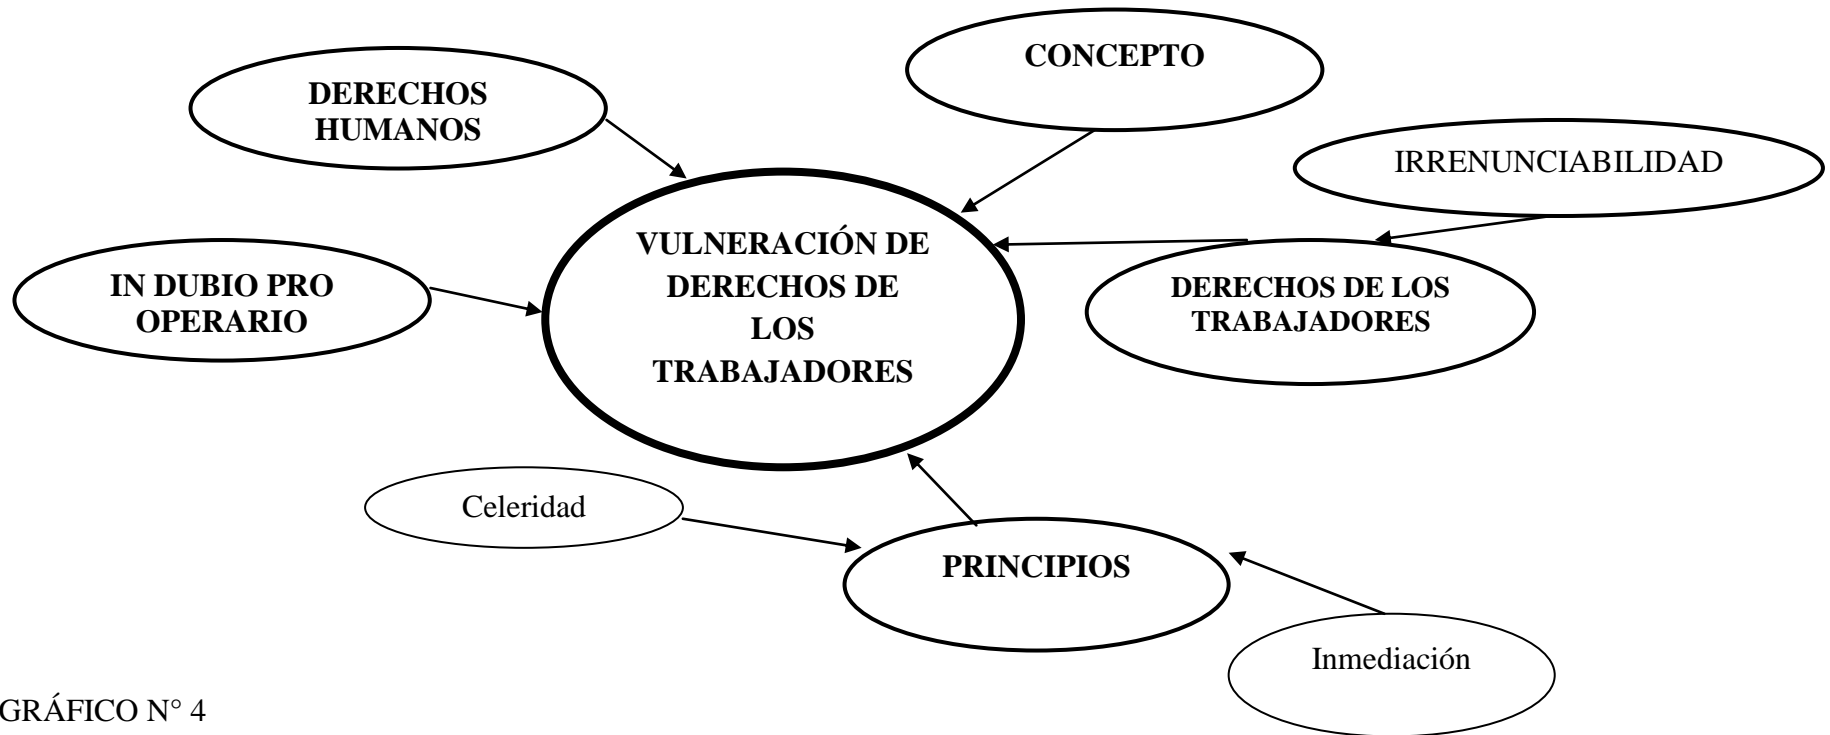 CONCEPTO
DERECHOS
HUMANOS
IRRENUNCIABILIDAD
VULNERACIÓN DE
DERECHOS DE
LOS
TRABAJADORES
IN DUBIO PRO
OPERARIO
DERECHOS DE LOS
TRABAJADORES
Celeridad
PRINCIPIOS
Inmediación
GRÁFICO N° 4